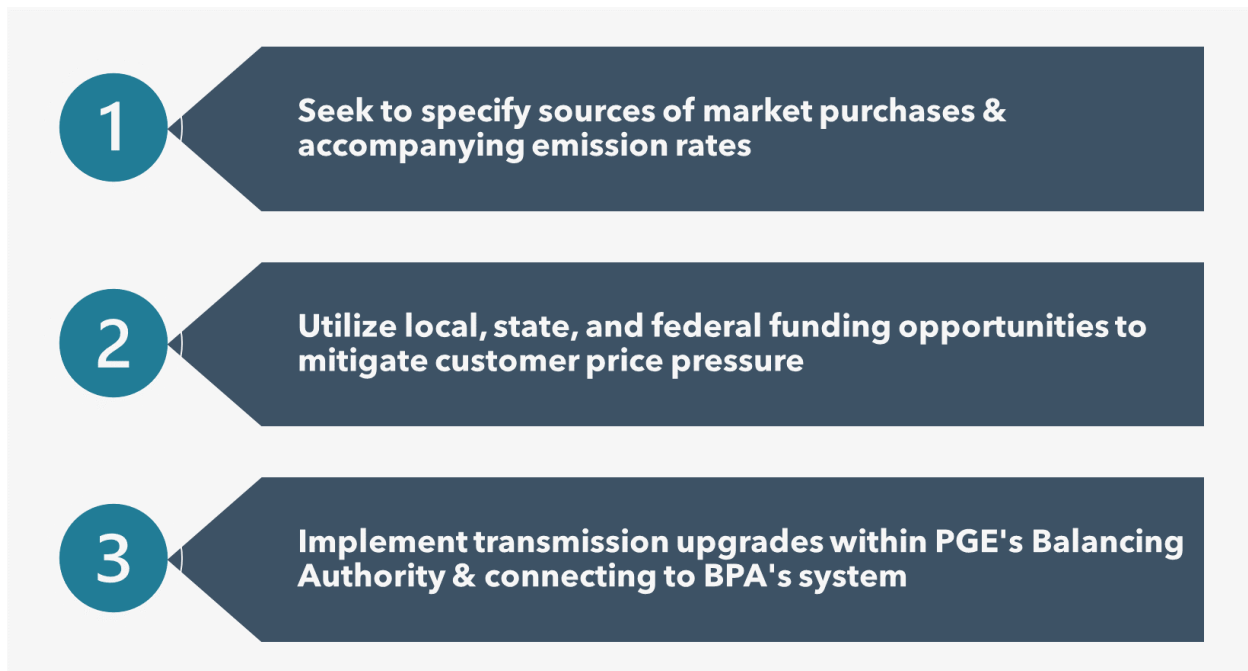 1
Seek to specify sources of market purchases &
accompanying emission rates
2
Utilize local, state, and federal funding opportunities to
mitigate customer price pressure
3
Implement transmission upgrades within PGE's Balancing
Authority & connecting to BPA's system